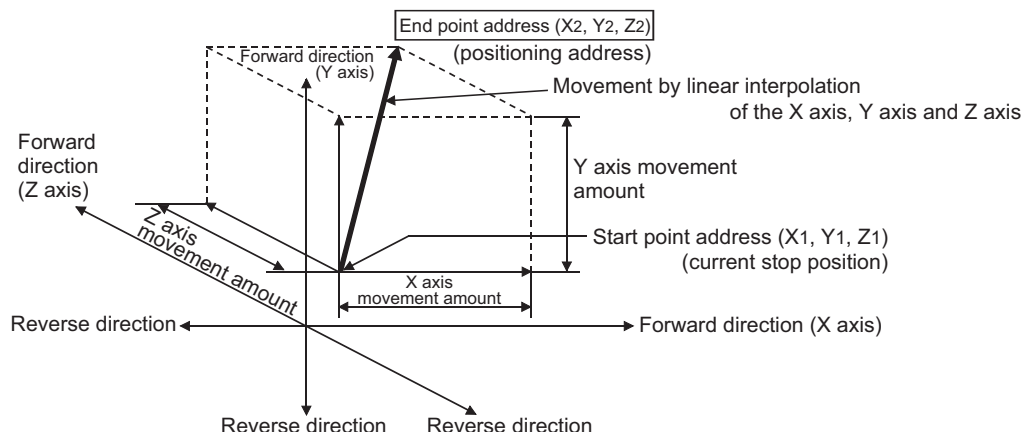 End point address (X2, Y2, Z2)
(positioning address)
Forward direction
(Y axis)
Movement by linear interpolation
of the X axis, Y axis and Z axis
Forward
direction
(Z axis)
Y axis movement
amount
Z axis
movement amount
Start point address (X1, Y1, Z1)
(current stop position)
X axis
movement amount
Reverse direction
Forward direction (X axis)
Reverse direction
Reverse direction